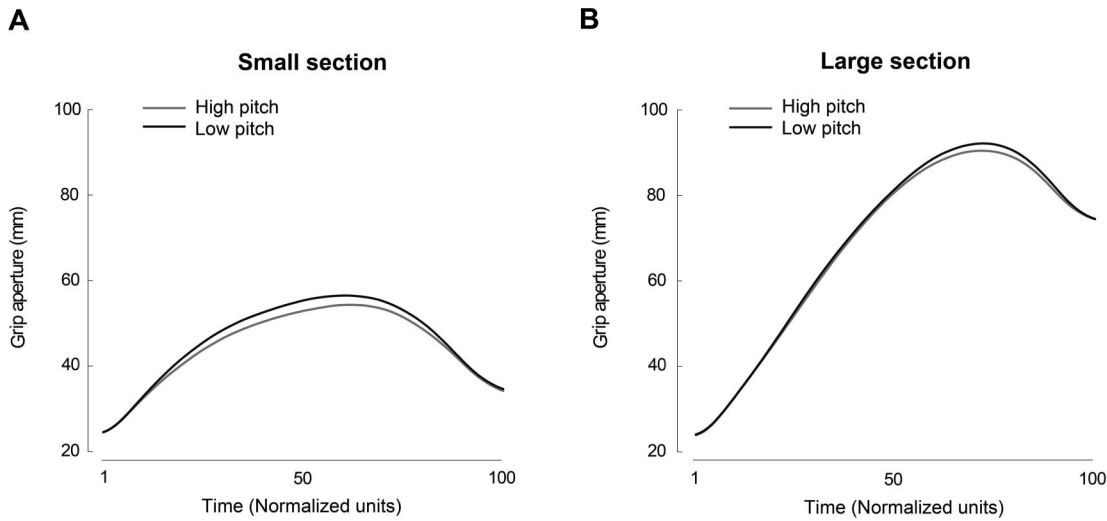 A
Small section
High pitch
Low pitch
100
80
60
40
20
Grip aperture (mm)
1
50
100
Time (Normalized units)
B
Large section
High pitch
Low pitch
100
80
60
40
20
Grip aperture (mm)
1
50
100
Time (Normalized units)